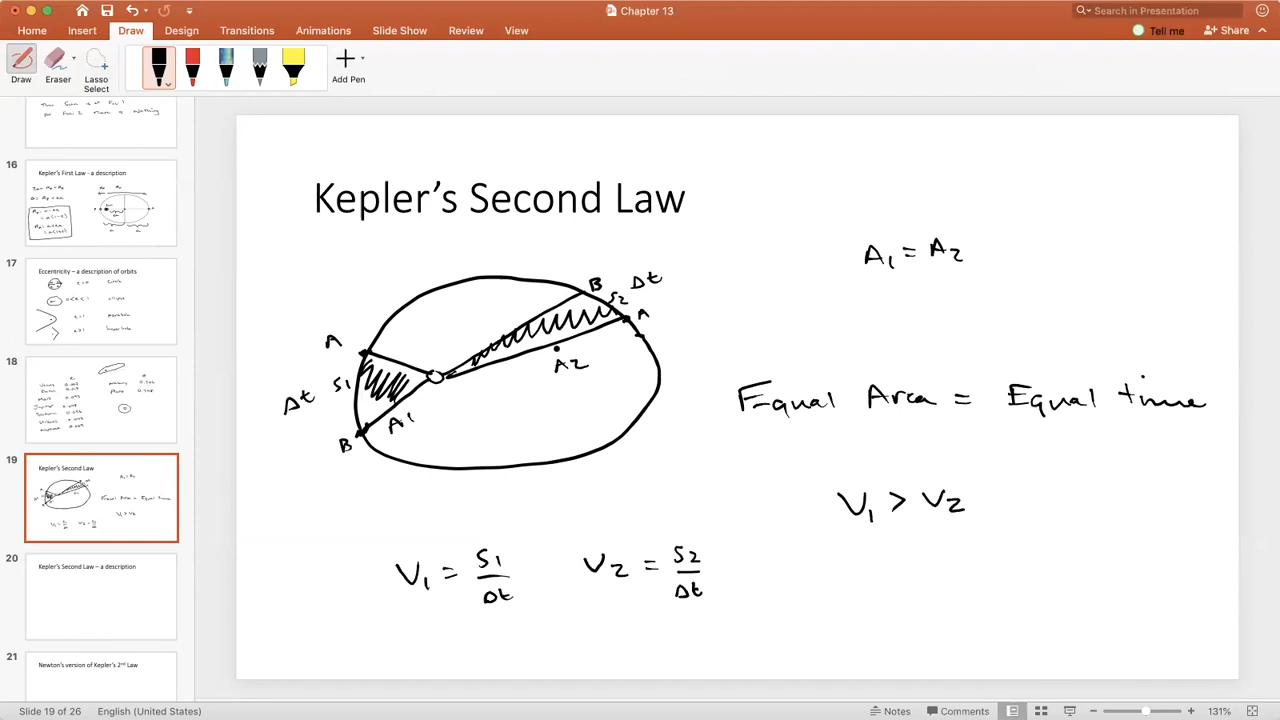 Chapter 13
Search in Presentation
Home Insert Draw Design Transitions Animations Slide Show Review View
Tell me
Share
Draw Eraser Lasso Select Add Pen
16
Kepler's First Law - a description
17
Eccentricity – a description of orbits
18
19
Kepler's Second Law
20
Kepler's Second Law – a description
21
Newton's version of Kepler's 2nd Law
Kepler's Second Law
A1 = A2
B Δt
S2
A
A
S1
A2
Δt
A1
B
Equal Area = Equal time
V1 > V2
V1 = S1/Δt V2 = S2/Δt
Slide 19 of 26 English (United States) Notes Comments 131%